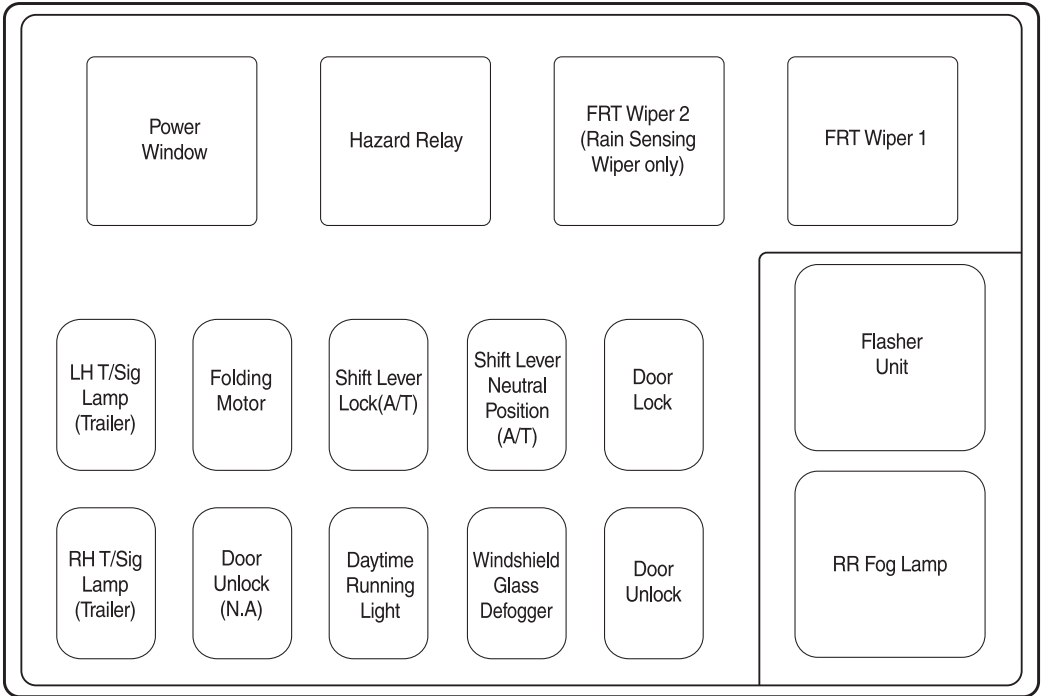 Power
Window
Hazard Relay
FRT Wiper 2
(Rain Sensing
Wiper only)
FRT Wiper 1
LH T/Sig
Lamp
(Trailer)
Folding
Motor
Shift Lever
Lock(A/T)
Shift Lever
Neutral
Position
(A/T)
Door
Lock
Flasher
Unit
RH T/Sig
Lamp
(Trailer)
Door
Unlock
(N.A)
Daytime
Running
Light
Windshield
Glass
Defogger
Door
Unlock
RR Fog Lamp